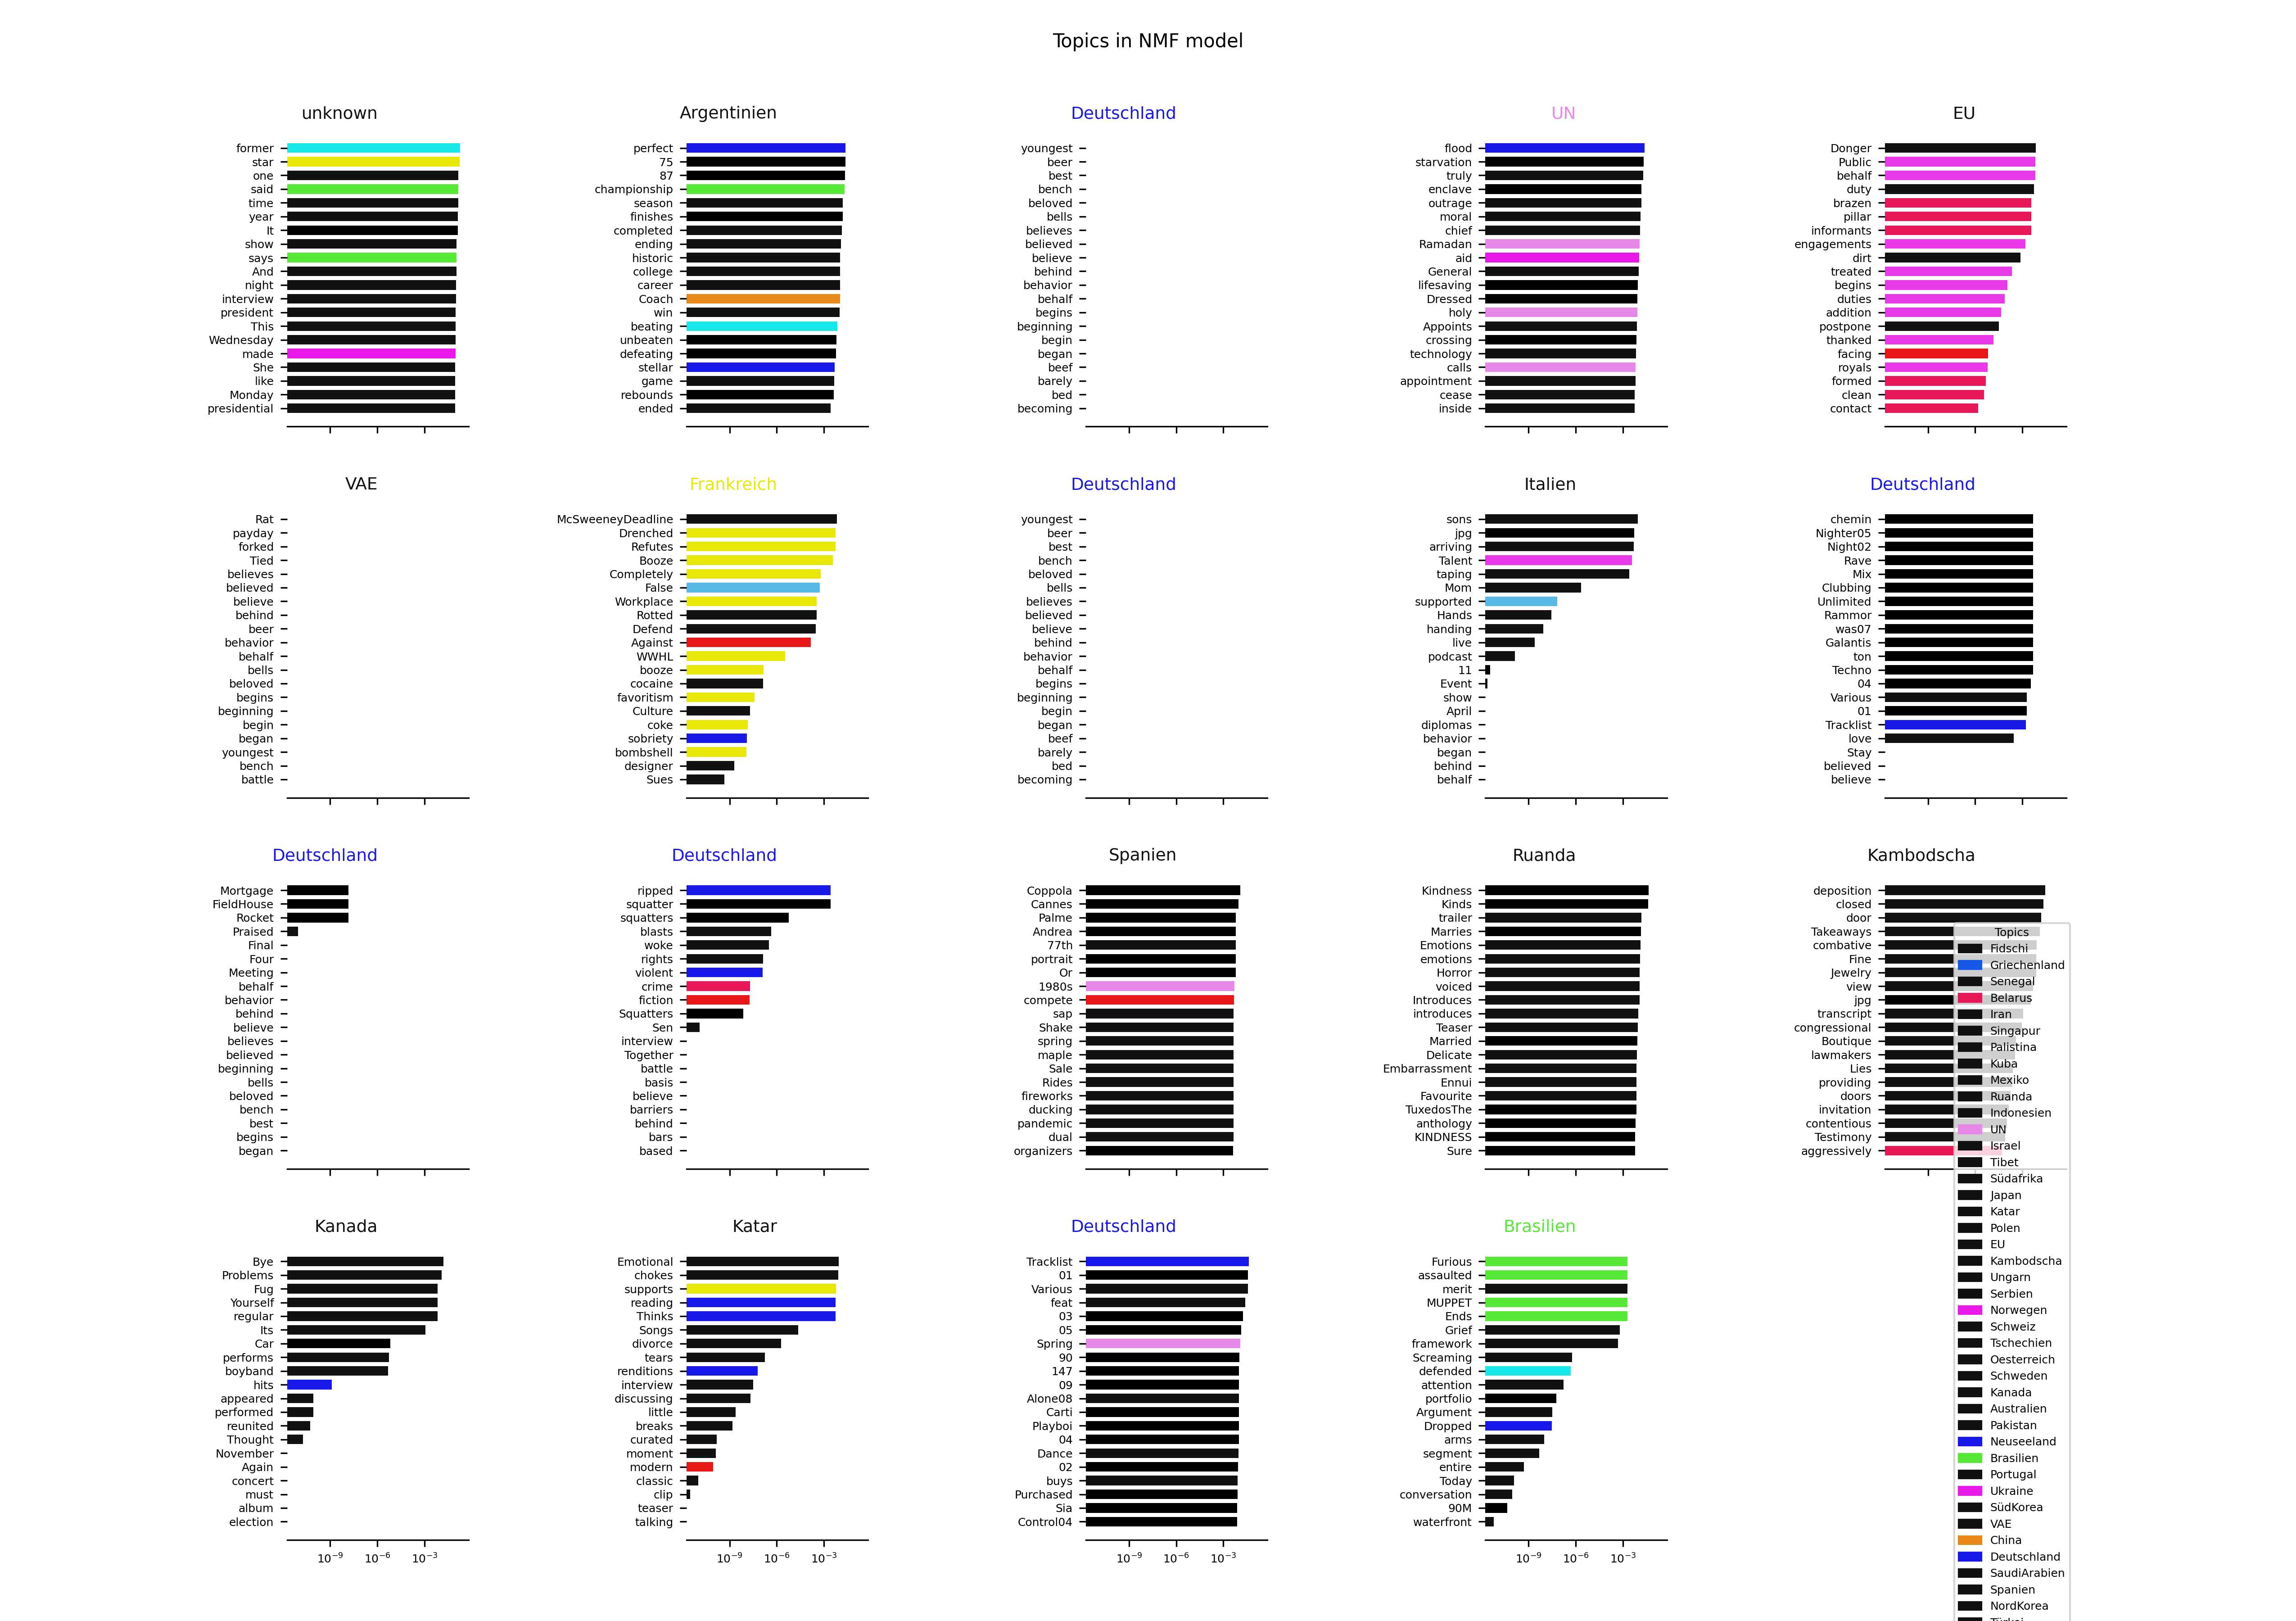 Topics in NMF model
unknown
former
star
one
said
time
year
It
show
says
And
night
interview
president
This
Wednesday
made
She
like
Monday
presidential
Argentinien
perfect
75
87
championship
season
finishes
completed
ending
historic
college
career
Coach
win
beating
unbeaten
defeating
stellar
game
rebounds
ended
Deutschland
youngest
beer
best
bench
beloved
bells
believes
believed
believe
behind
behavior
behalf
begins
beginning
begin
began
beef
barely
bed
becoming
UN
flood
starvation
truly
enclave
outrage
moral
chief
Ramadan
aid
General
lifesaving
Dressed
holy
Appoints
crossing
technology
calls
appointment
cease
inside
EU
Donger
Public
behalf
duty
brazen
pillar
informants
engagements
dirt
treated
begins
duties
addition
postpone
thanked
facing
royals
formed
clean
contact
VAE
Rat
payday
forked
Tied
believes
believed
believe
behind
beer
behavior
behalf
bells
beloved
begins
beginning
begin
began
youngest
bench
battle
Frankreich
McSweeneyDeadline
Drenched
Refutes
Booze
Completely
False
Workplace
Rotted
Defend
Against
WWHL
booze
cocaine
favoritism
Culture
coke
sobriety
bombshell
designer
Sues
Deutschland
youngest
beer
best
bench
beloved
bells
believes
believed
believe
behind
behavior
behalf
begins
beginning
begin
began
beef
barely
bed
becoming
Italien
sons
jpg
arriving
Talent
taping
Mom
supported
Hands
handing
live
podcast
11
Event
show
April
diplomas
behavior
began
behind
behalf
Deutschland
chemin
Nighter05
Night02
Rave
Mix
Clubbing
Unlimited
Rammor
was07
Galantis
ton
Techno
04
Various
01
Tracklist
love
Stay
believed
believe
Deutschland
Mortgage
FieldHouse
Rocket
Praised
Final
Four
Meeting
behalf
behavior
behind
believe
believes
believed
beginning
bells
beloved
bench
best
begins
began
Deutschland
ripped
squatter
squatters
blasts
woke
rights
violent
crime
fiction
Squatters
Sen
interview
Together
battle
basis
believe
barriers
behind
bars
based
Spanien
Coppola
Cannes
Palme
Andrea
77th
portrait
Or
1980s
compete
sap
Shake
spring
maple
Sale
Rides
fireworks
ducking
pandemic
dual
organizers
Ruanda
Kindness
Kinds
trailer
Marries
Emotions
emotions
Horror
voiced
Introduces
introduces
Teaser
Married
Delicate
Embarrassment
Ennui
Favourite
TuxedosThe
anthology
KINDNESS
Sure
Kambodscha
deposition
closed
door
Takeaways
combative
Fine
Jewelry
view
jpg
transcript
congressional
Boutique
lawmakers
Lies
providing
doors
invitation
contentious
Testimony
aggressively
Kanada
Bye
Problems
Fug
Yourself
regular
Its
Car
performs
boyband
hits
appeared
performed
reunited
Thought
November
Again
concert
must
album
election
10⁻⁹ 10⁻⁶ 10⁻³
Katar
Emotional
chokes
supports
reading
Thinks
Songs
divorce
tears
renditions
interview
discussing
little
breaks
curated
moment
modern
classic
clip
teaser
talking
10⁻⁹ 10⁻⁶ 10⁻³
Deutschland
Tracklist
01
Various
feat
03
05
Spring
90
147
09
Alone08
Carti
Playboi
04
Dance
02
buys
Purchased
Sia
Control04
10⁻⁹ 10⁻⁶ 10⁻³
Brasilien
Furious
assaulted
merit
MUPPET
Ends
Grief
framework
Screaming
defended
attention
portfolio
Argument
Dropped
arms
segment
entire
Today
conversation
90M
waterfront
10⁻⁹ 10⁻⁶ 10⁻³
Topics
Fidschi
Griechenland
Senegal
Belarus
Iran
Singapur
Palistina
Kuba
Mexiko
Ruanda
Indonesien
UN
Israel
Tibet
Südafrika
Japan
Katar
Polen
EU
Kambodscha
Ungarn
Serbien
Norwegen
Schweiz
Tschechien
Oesterreich
Schweden
Kanada
Australien
Pakistan
Neuseeland
Brasilien
Portugal
Ukraine
SüdKorea
VAE
China
Deutschland
SaudiArabien
Spanien
NordKorea